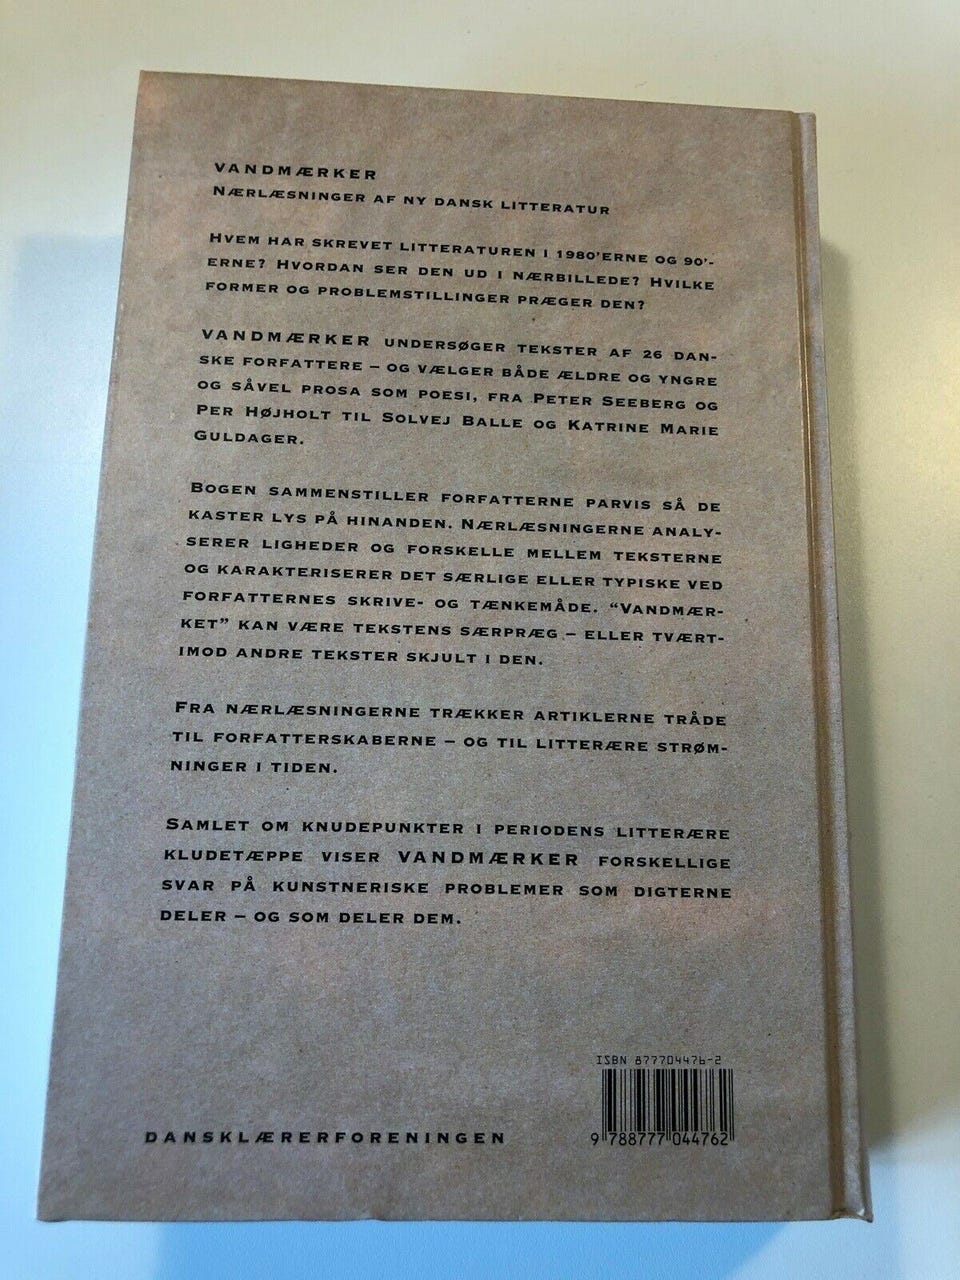 VANDMÆRKER
NÆRLÆSNINGER AF NY DANSK LITTERATUR
HVEM HAR SKREVET LITTERATUREN I 1980'ERNE OG 90'-
ERNE? HVORDAN SER DEN UD I NÆRBILLEDE? HVILKE
FORMER OG PROBLEMSTILLINGER PRÆGER DEN?
VANDMÆRKER UNDERSØGER TEKSTER AF 26 DAN-
SKE FORFATTERE – OG VÆLGER BÅDE ÆLDRE OG YNGRE
OG SÅVEL PROSA SOM POESI, FRA PETER SEEBERG OG
PER HØJHOLT TIL SOLVEJ BALLE OG KATRINE MARIE
GULDAGER.
BOGEN SAMMENSTILLER FORFATTERNE PARVIS SÅ DE
KASTER LYS PÅ HINANDEN. NÆRLÆSNINGERNE ANALY-
SERER LIGHEDER OG FORSKELLE MELLEM TEKSTERNE
OG KARAKTERISERER DET SÆRLIGE ELLER TYPISKE VED
FORFATTERNES SKRIVE- OG TÆNKEMÅDE. “VANDMÆR-
KET” KAN VÆRE TEKSTENS SÆRPRÆG – ELLER TVÆRT-
IMOD ANDRE TEKSTER SKJULT I DEN.
FRA NÆRLÆSNINGERNE TRÆKKER ARTIKLERNE TRÅDE
TIL FORFATTERSKABERNE – OG TIL LITTERÆRE STRØM-
NINGER I TIDEN.
SAMLET OM KNUDEPUNKTER I PERIODENS LITTERÆRE
KLUDETÆPPE VISER VANDMÆRKER FORSKELLIGE
SVAR PÅ KUNSTNERISKE PROBLEMER SOM DIGTERNE
DELER – OG SOM DELER DEM.
ISBN 877704476-2
DANSKLÆRERFORENINGEN
9 788777 044762